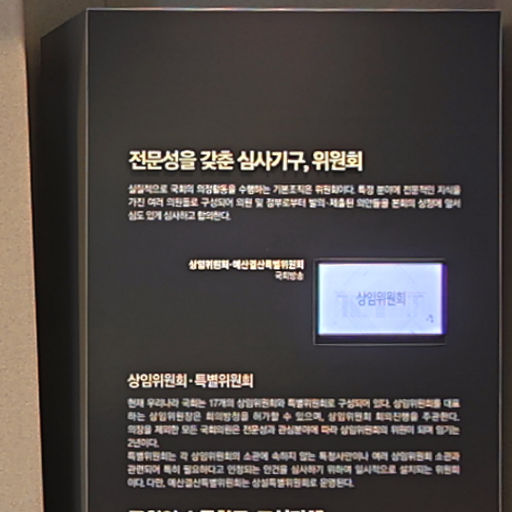 전문성을 갖춘 심사기구, 위원회
실질적으로 국회의 의정활동을 수행하는 기본조직은 위원회이다. 특정 분야에 전문적인 지식을
가진 여러 의원들로 구성되어 의원 및 정부로부터 발의·제출된 의안들을 본회의 상정에 앞서
심도 있게 심사하고 합의한다.
상임위원회·예산결산특별위원회
국회방송
상임위원회
상임위원회·특별위원회
현재 우리나라 국회는 17개의 상임위원회와 특별위원회로 구성되어 있다. 상임위원회를 대표
하는 상임위원장은 회의방청을 허가할 수 있으며, 상임위원회 회의진행을 주관한다.
의장을 제외한 모든 국회의원은 전문성과 관심분야에 따라 상임위원회의 위원이 되며 임기는
2년이다.
특별위원회는 각 상임위원회의 소관에 속하지 않는 특정사안이나 여러 상임위원회 소관과
관련되어 특히 필요하다고 인정되는 안건을 심사하기 위하여 일시적으로 설치되는 위원회
이다. 다만, 예산결산특별위원회는 상설특별위원회로 운영된다.